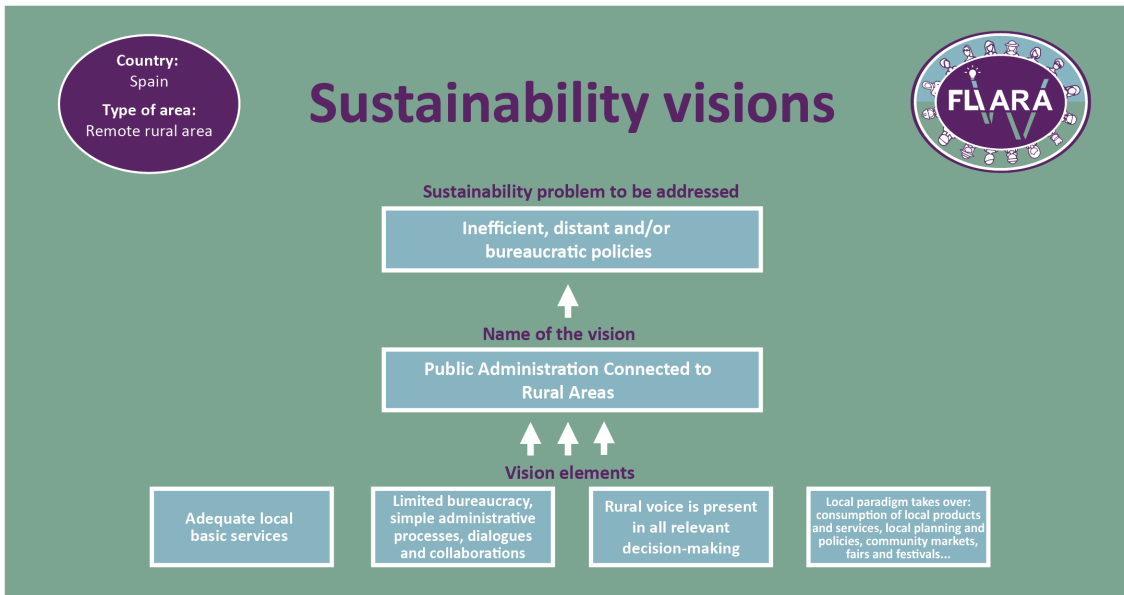 Country:
Spain
Type of area:
Remote rural area
Sustainability visions
FLIARA
Sustainability problem to be addressed
Inefficient, distant and/or
bureaucratic policies
Name of the vision
Public Administration Connected to
Rural Areas
Vision elements
Adequate local
basic services
Limited bureaucracy,
simple administrative
processes, dialogues
and collaborations
Rural voice is present
in all relevant
decision-making
Local paradigm takes over:
consumption of local products
and services, local planning and
policies, community markets,
fairs and festivals...